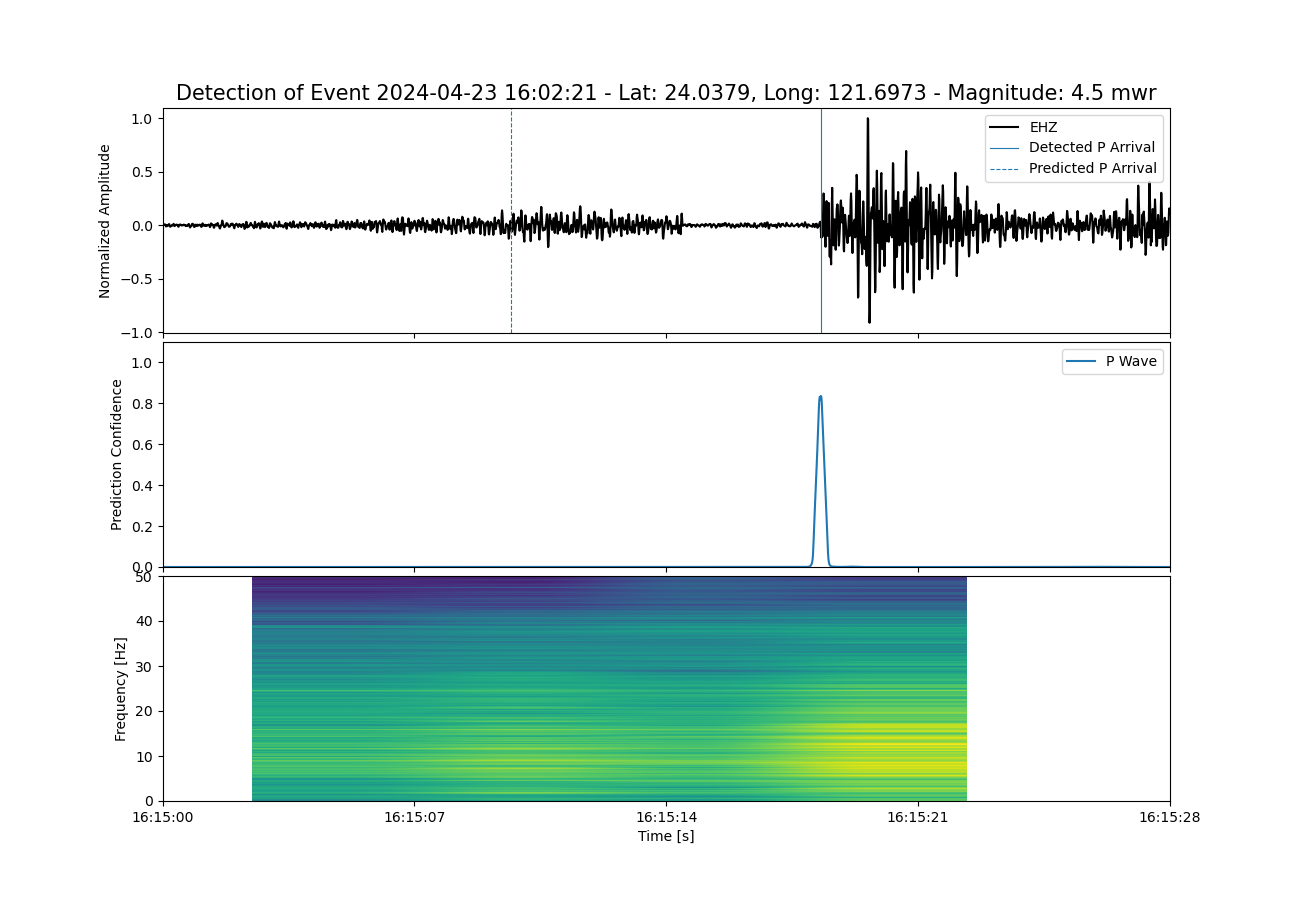 Detection of Event 2024-04-23 16:02:21 - Lat: 24.0379, Long: 121.6973 - Magnitude: 4.5 mwr
Normalized Amplitude
1.0
0.5
0.0
−0.5
−1.0
EHZ
Detected P Arrival
Predicted P Arrival
Prediction Confidence
1.0
0.8
0.6
0.4
0.2
0.0
P Wave
Frequency [Hz]
50
40
30
20
10
0
16:15:00 16:15:07 16:15:14 16:15:21 16:15:28
Time [s]